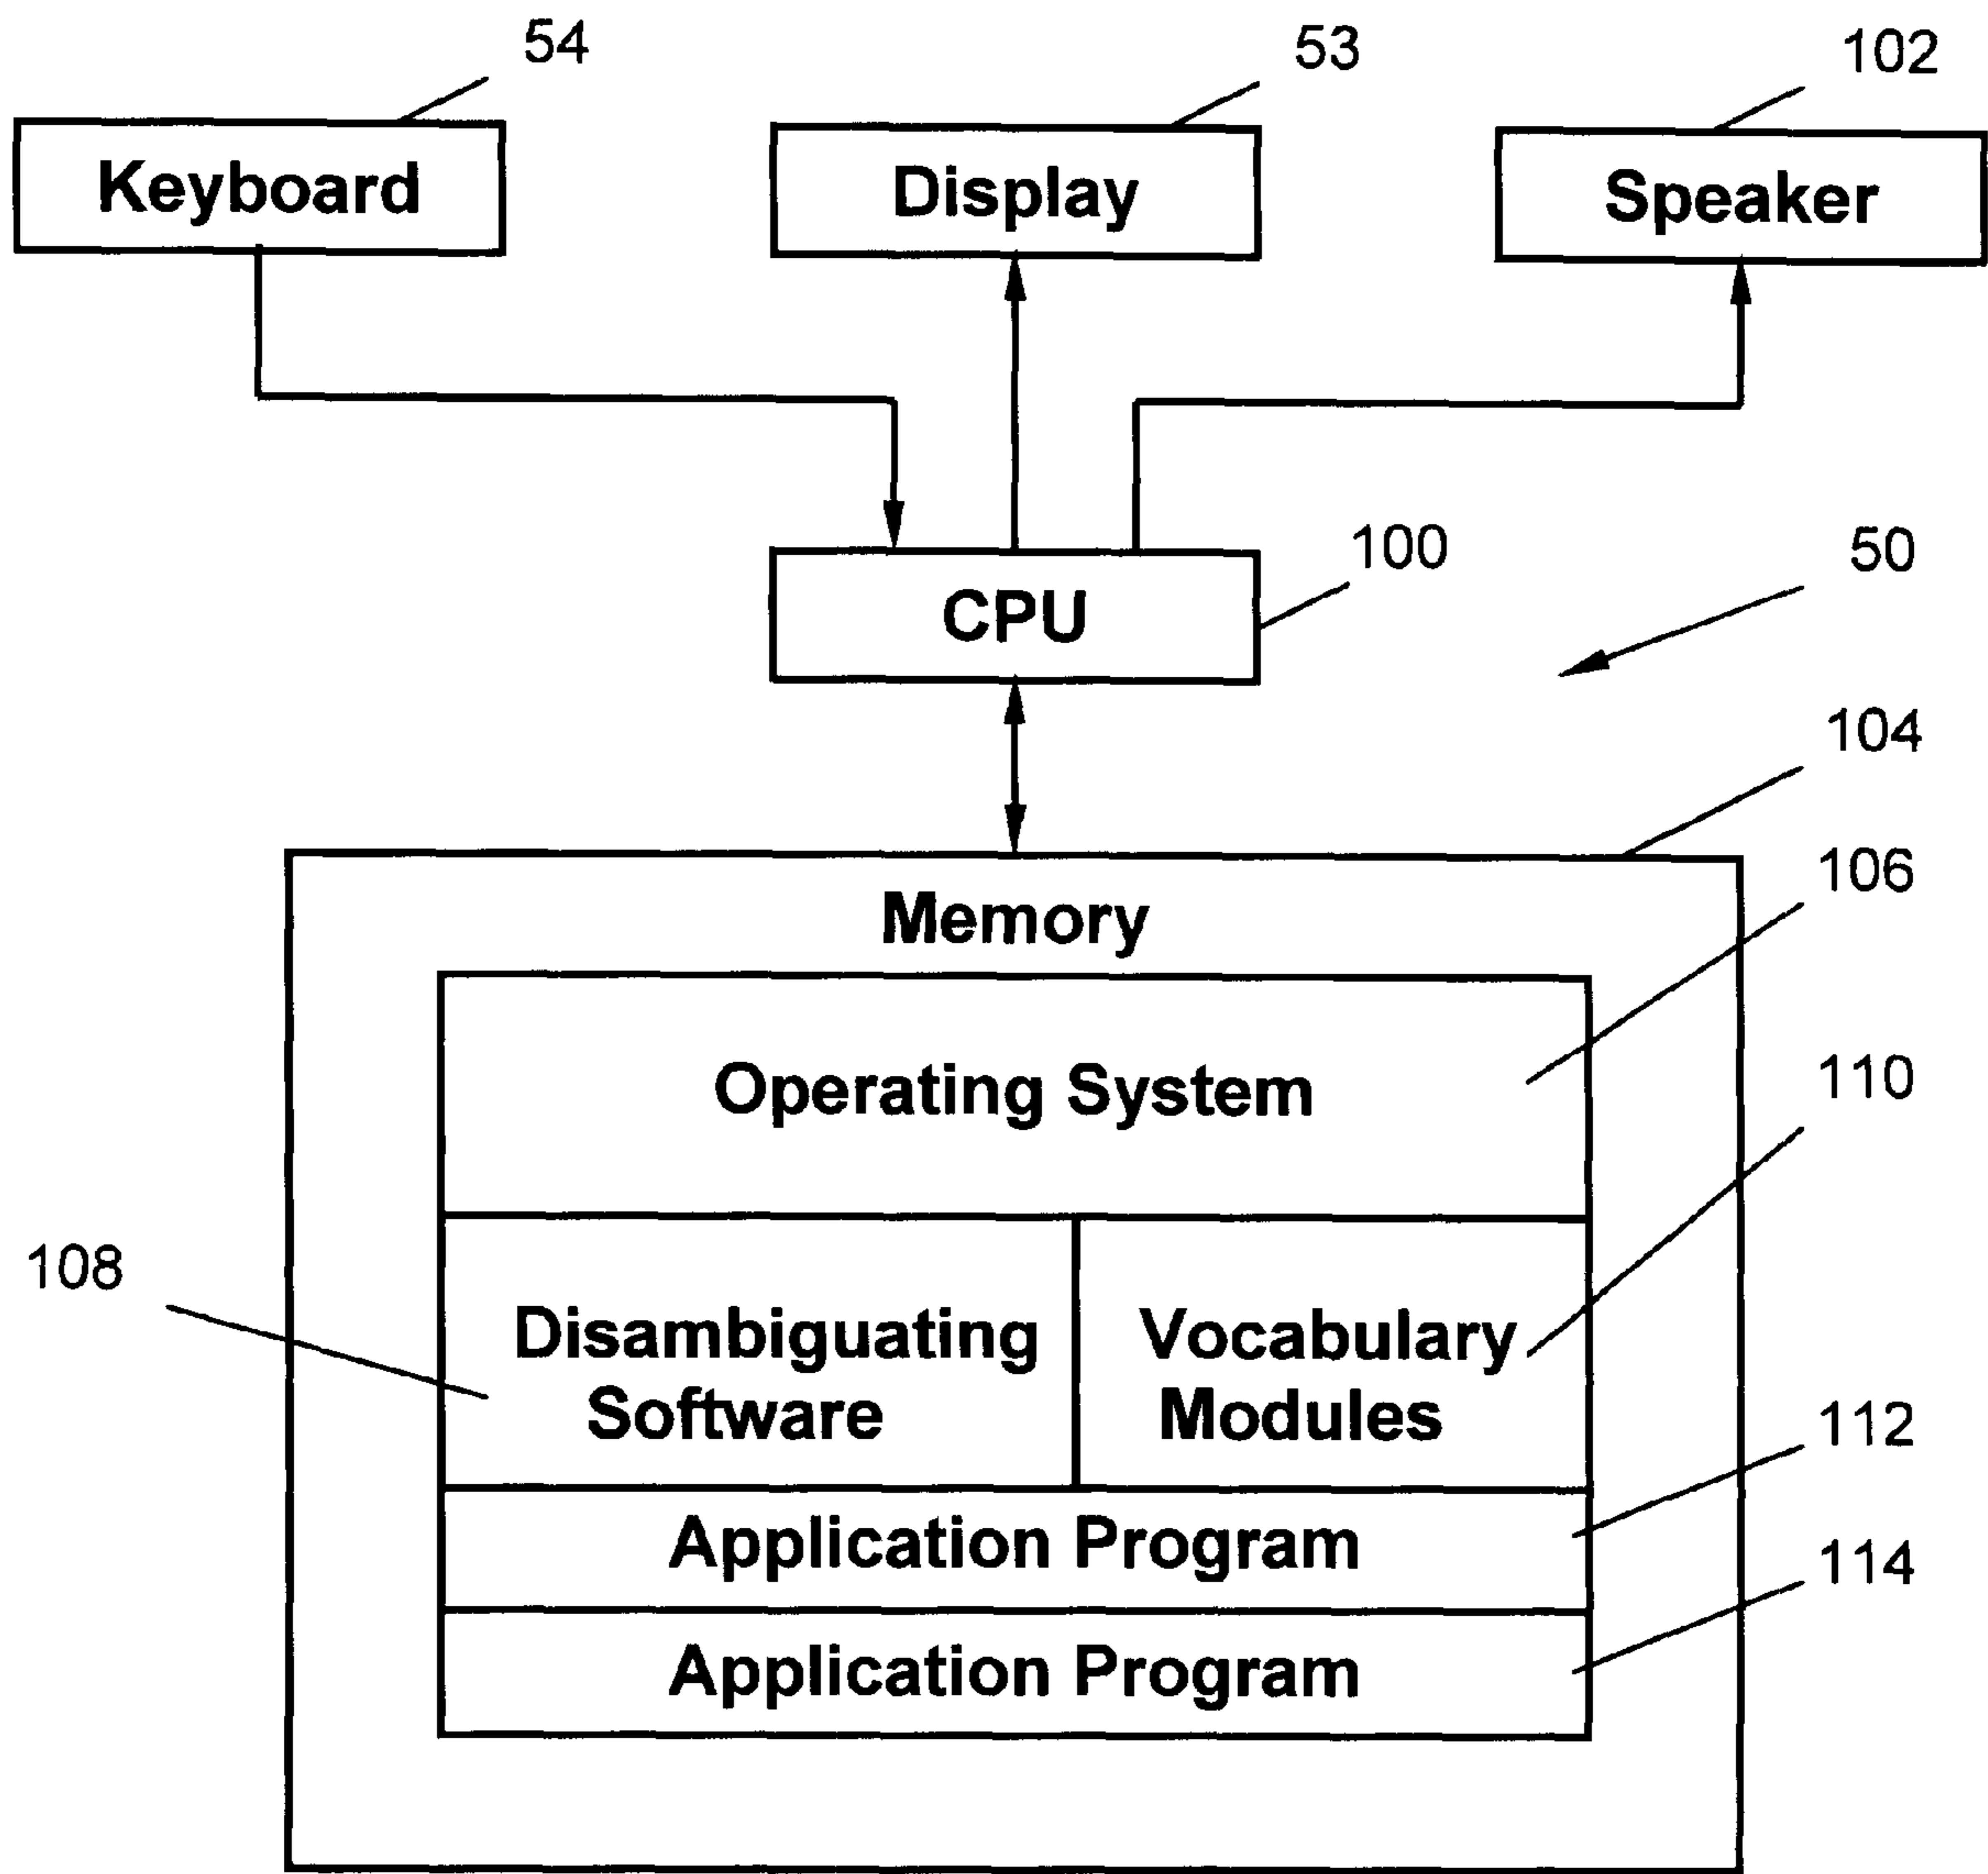 54
53
102
Keyboard
Display
Speaker
100
50
CPU
104
106
Memory
Operating System
110
108
Disambiguating
Software
Vocabulary
Modules
112
Application Program
114
Application Program